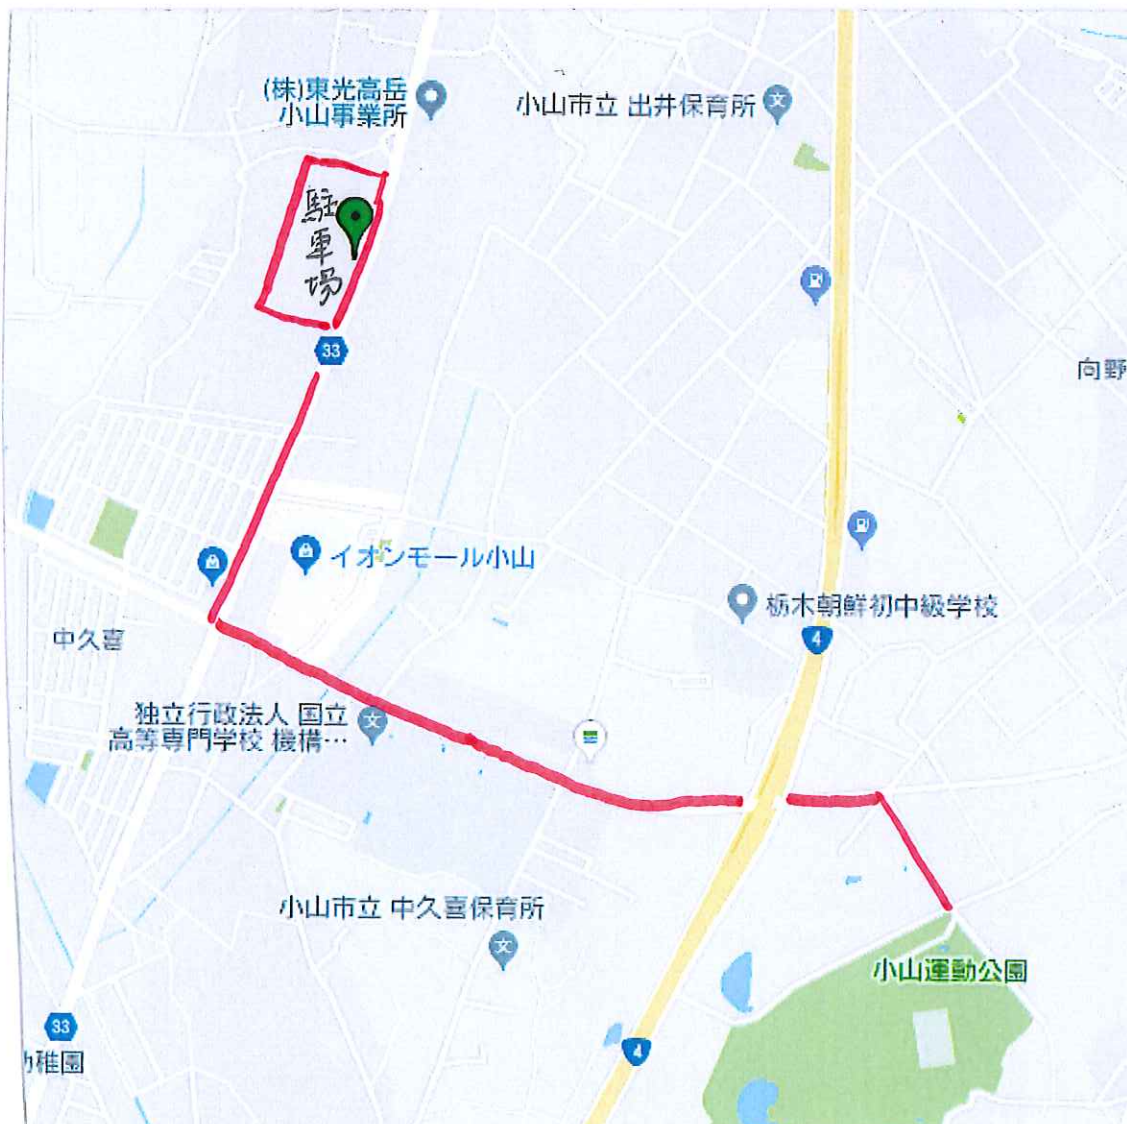 (株)東光高岳
小山事業所
小山市立 出井保育所
駐車場
33
向野
イオンモール小山
栃木朝鮮初中級学校
4
中久喜
独立行政法人 国立
高等専門学校 機構…
小山市立 中久喜保育所
小山運動公園
33
4
稚園